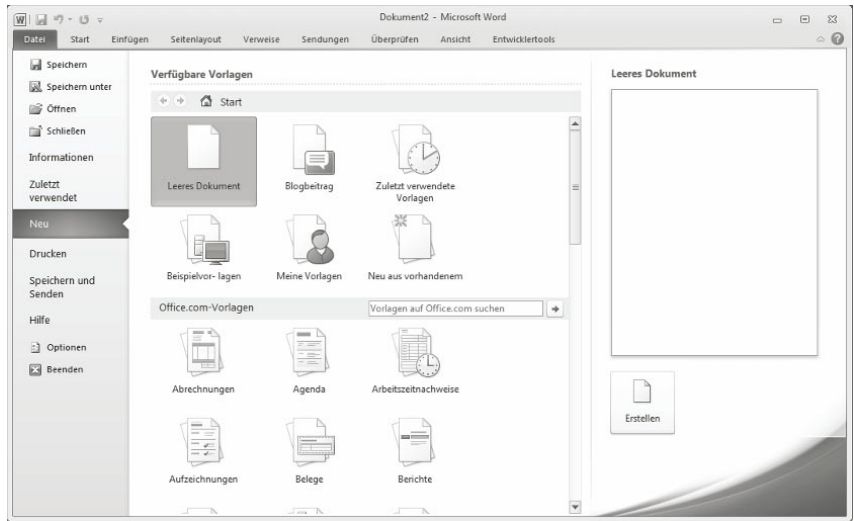 Dokument2 - Microsoft Word
Datei Start Einfügen Seitenlayout Verweise Sendungen Überprüfen Ansicht Entwicklertools
Speichern
Speichern unter
Öffnen
Schließen
Informationen
Zuletzt
verwendet
Neu
Drucken
Speichern und
Senden
Hilfe
Optionen
Beenden
Verfügbare Vorlagen
Start
Leeres Dokument
Blogbeitrag
Zuletzt verwendete
Vorlagen
Beispielvor- lagen
Meine Vorlagen
Neu aus vorhandenem
Office.com-Vorlagen
Vorlagen auf Office.com suchen
Abrechnungen
Agenda
Arbeitszeitnachweise
Aufzeichnungen
Belege
Berichte
Leeres Dokument
Erstellen